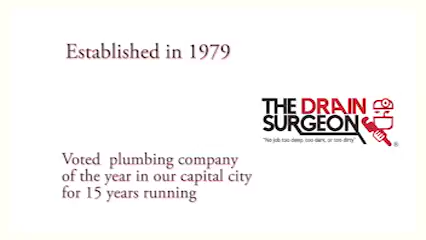 Established in 1979
THE DRAIN
SURGEON
"No job too deep, too dark, or too dirty"
®
Voted plumbing company
of the year in our capital city
for 15 years running